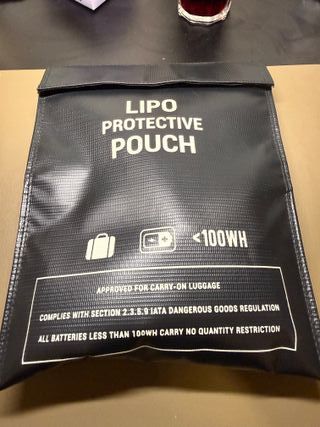 LIPO
PROTECTIVE
POUCH
<100WH
APPROVED FOR CARRY-ON LUGGAGE
COMPLIES WITH SECTION 2.3.5.9 IATA DANGEROUS GOODS REGULATION
ALL BATTERIES LESS THAN 100WH CARRY NO QUANTITY RESTRICTION